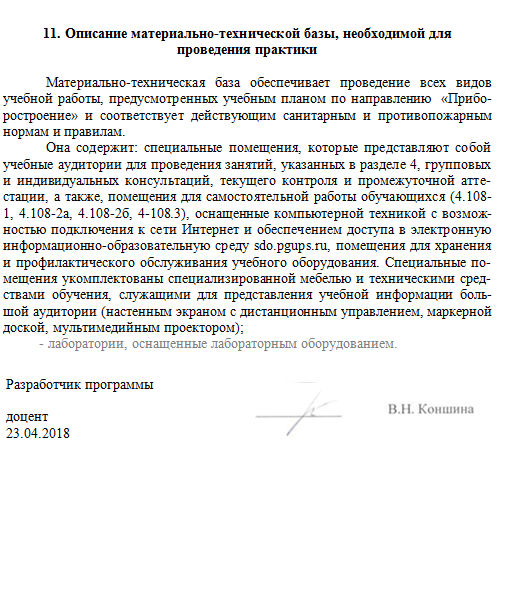 11. Описание материально-технической базы, необходимой для
проведения практики
Материально-техническая база обеспечивает проведение всех видов
учебной работы, предусмотренных учебным планом по направлению «Прибо-
ростроение» и соответствует действующим санитарным и противопожарным
нормам и правилам.
Она содержит: специальные помещения, которые представляют собой
учебные аудитории для проведения занятий, указанных в разделе 4, групповых
и индивидуальных консультаций, текущего контроля и промежуточной атте-
стации, а также, помещения для самостоятельной работы обучающихся (4.108-
1, 4.108-2а, 4.108-2б, 4-108.3), оснащенные компьютерной техникой с возмож-
ностью подключения к сети Интернет и обеспечением доступа в электронную
информационно-образовательную среду sdo.pgups.ru, помещения для хранения
и профилактического обслуживания учебного оборудования. Специальные по-
мещения укомплектованы специализированной мебелью и техническими сред-
ствами обучения, служащими для представления учебной информации боль-
шой аудитории (настенным экраном с дистанционным управлением, маркерной
доской, мультимедийным проектором);
- лаборатории, оснащенные лабораторным оборудованием.
Разработчик программы
доцент
В.Н. Коншина
23.04.2018